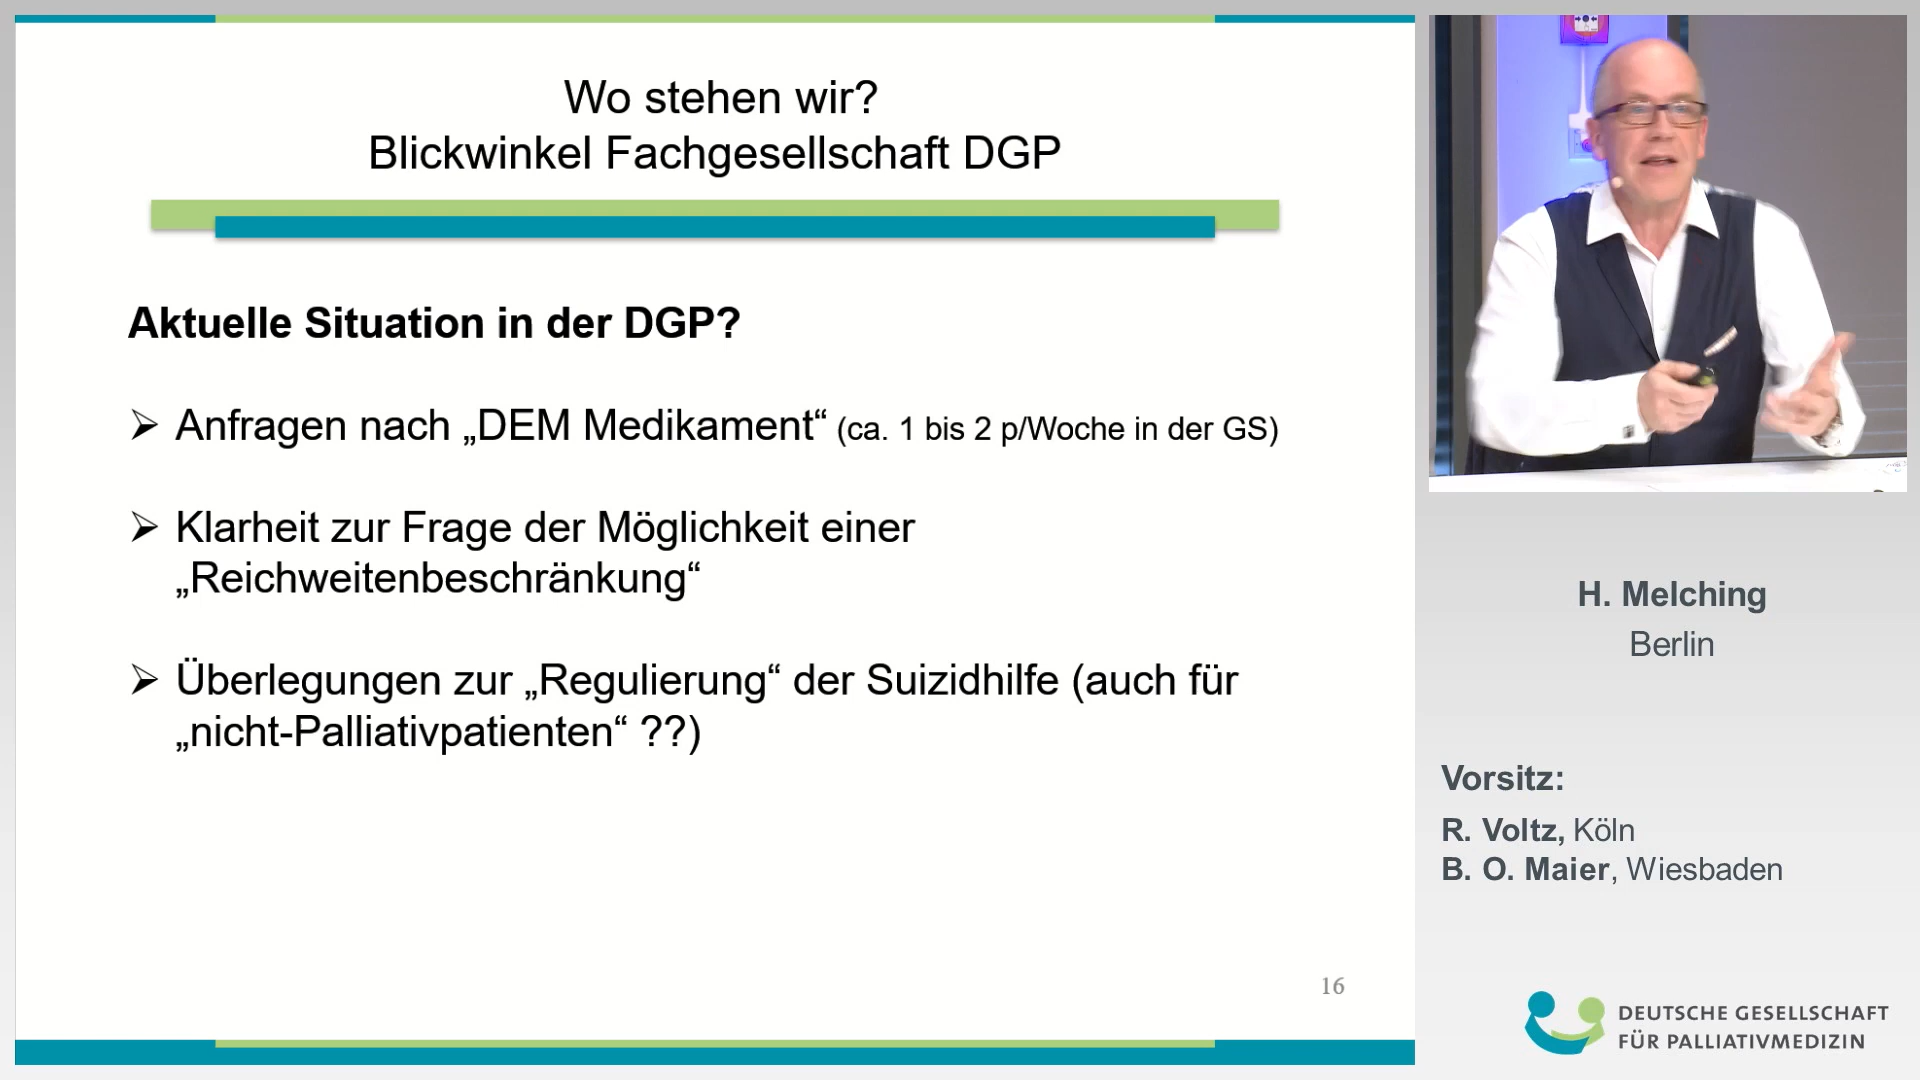 Wo stehen wir?
Blickwinkel Fachgesellschaft DGP
Aktuelle Situation in der DGP?
➢ Anfragen nach „DEM Medikament“ (ca. 1 bis 2 p/Woche in der GS)
➢ Klarheit zur Frage der Möglichkeit einer
„Reichweitenbeschränkung“
➢ Überlegungen zur „Regulierung“ der Suizidhilfe (auch für
„nicht-Palliativpatienten“ ??)
16
H. Melching
Berlin
Vorsitz:
R. Voltz, Köln
B. O. Maier, Wiesbaden
DEUTSCHE GESELLSCHAFT
FÜR PALLIATIVMEDIZIN